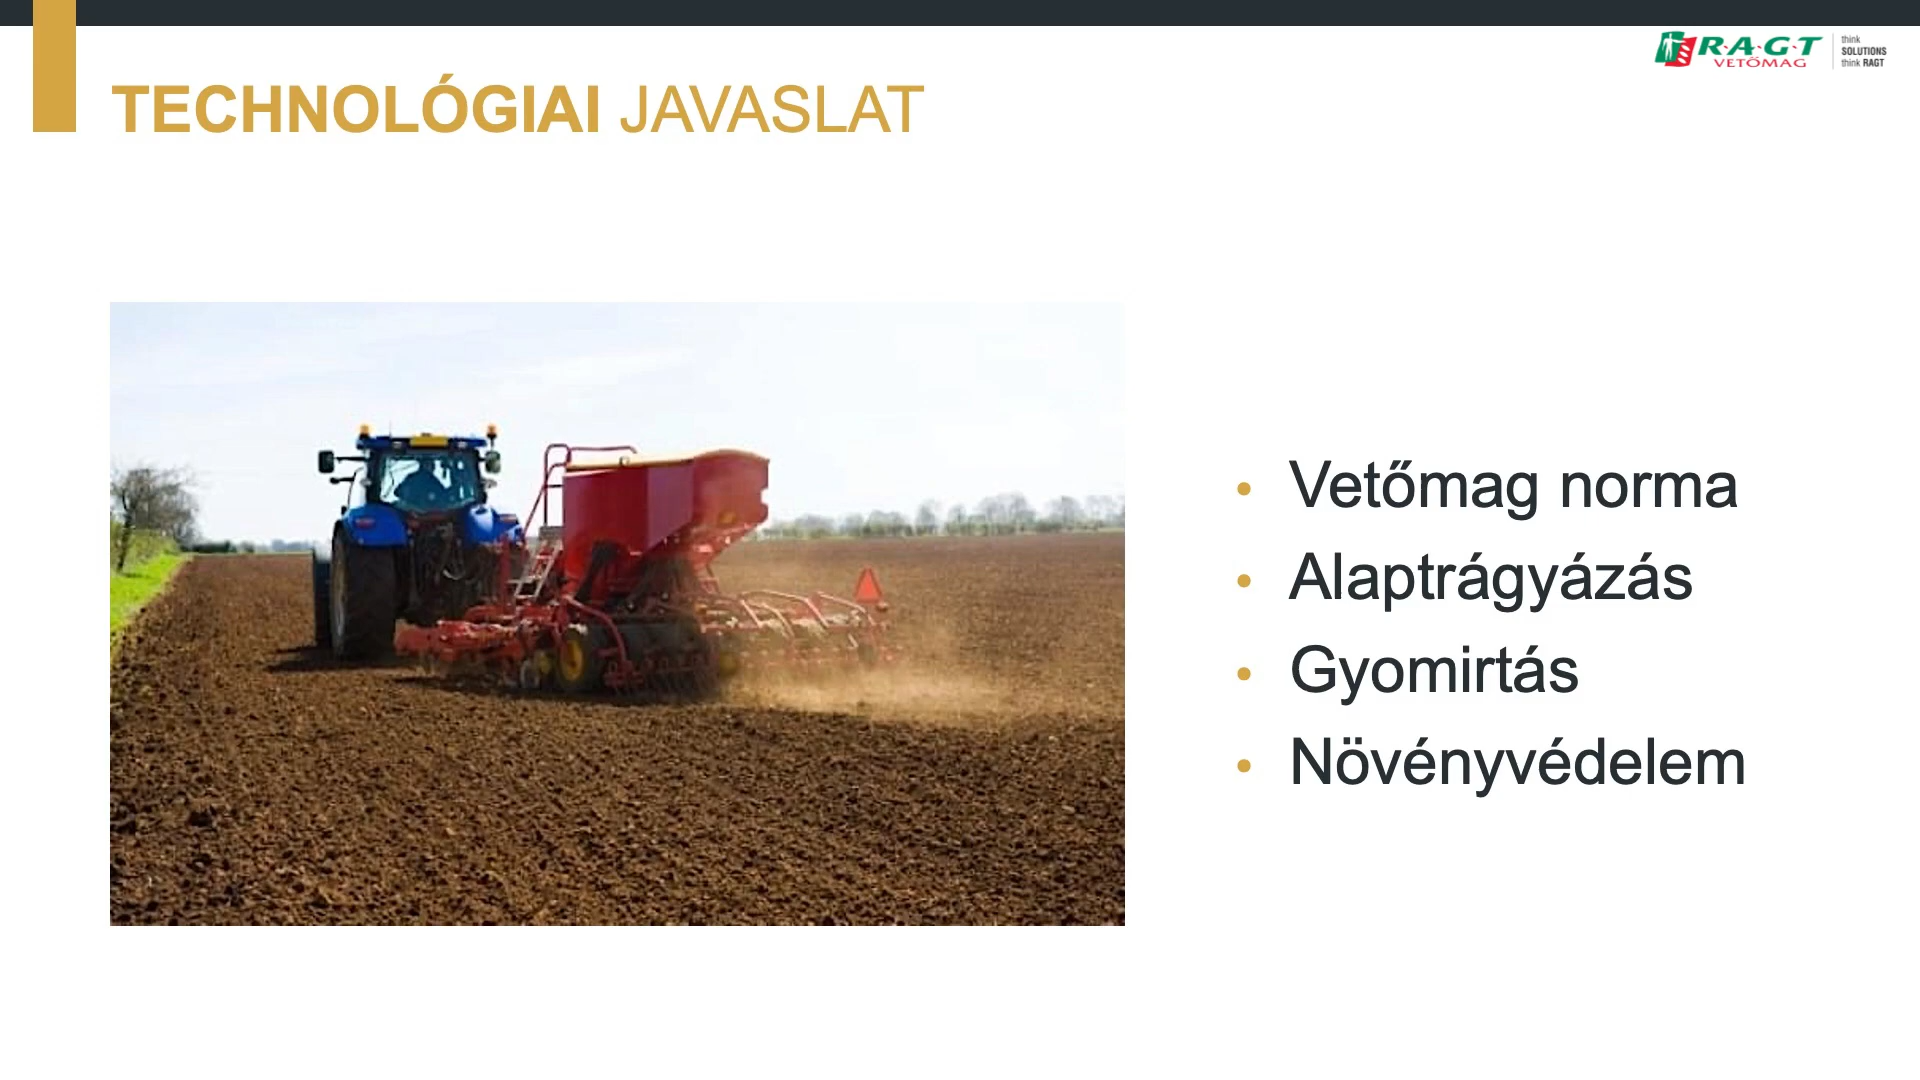 R·A·G·T
VETŐMAG
think
SOLUTIONS
think RAGT
TECHNOLÓGIAI JAVASLAT
• Vetőmag norma
• Alaptrágyázás
• Gyomirtás
• Növényvédelem